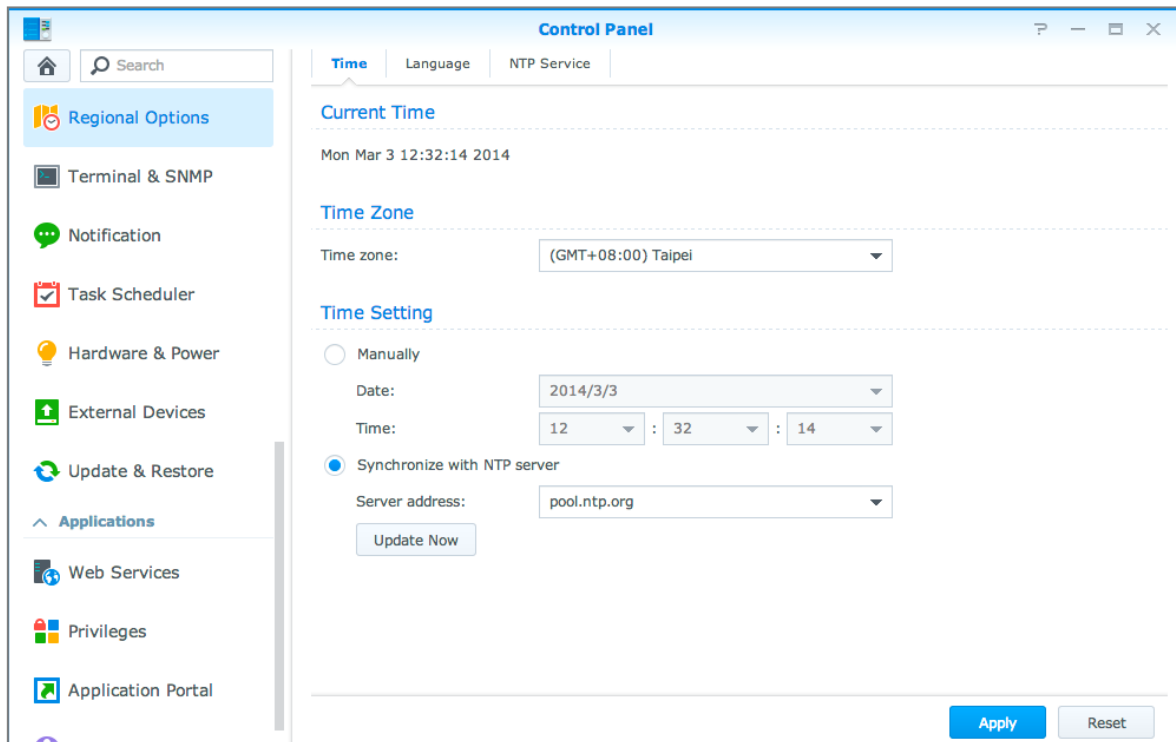 Control Panel
Search
Time Language NTP Service
Regional Options
Terminal & SNMP
Notification
Task Scheduler
Hardware & Power
External Devices
Update & Restore
Applications
Web Services
Privileges
Application Portal
Current Time
Mon Mar 3 12:32:14 2014
Time Zone
Time zone: (GMT+08:00) Taipei
Time Setting
Manually
Date: 2014/3/3
Time: 12 : 32 : 14
Synchronize with NTP server
Server address: pool.ntp.org
Update Now
Apply Reset